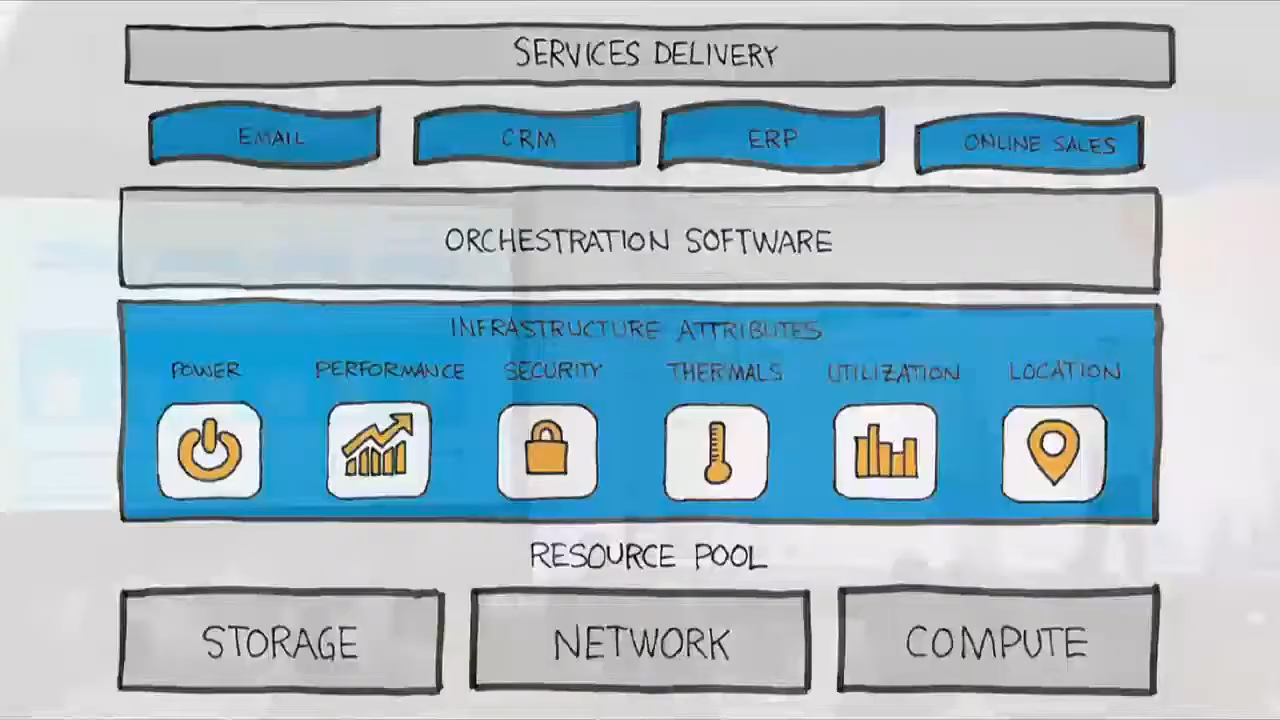 SERVICES DELIVERY
EMAIL CRM ERP ONLINE SALES
ORCHESTRATION SOFTWARE
INFRASTRUCTURE ATTRIBUTES
POWER PERFORMANCE SECURITY THERMALS UTILIZATION LOCATION
RESOURCE POOL
STORAGE NETWORK COMPUTE